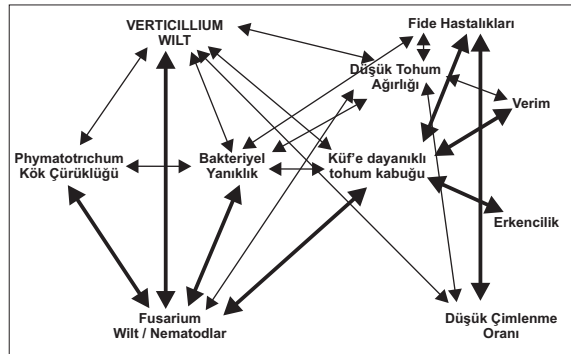 VERTICILLIUM
WILT
Fide Hastalıkları
Düşük Tohum
Ağırlığı
Verim
Phymatotrıchum
Kök Çürüklüğü
Bakteriyel
Yanıklık
Küf'e dayanıklı
tohum kabuğu
Erkencilik
Fusarium
Wilt / Nematodlar
Düşük Çimlenme
Oranı